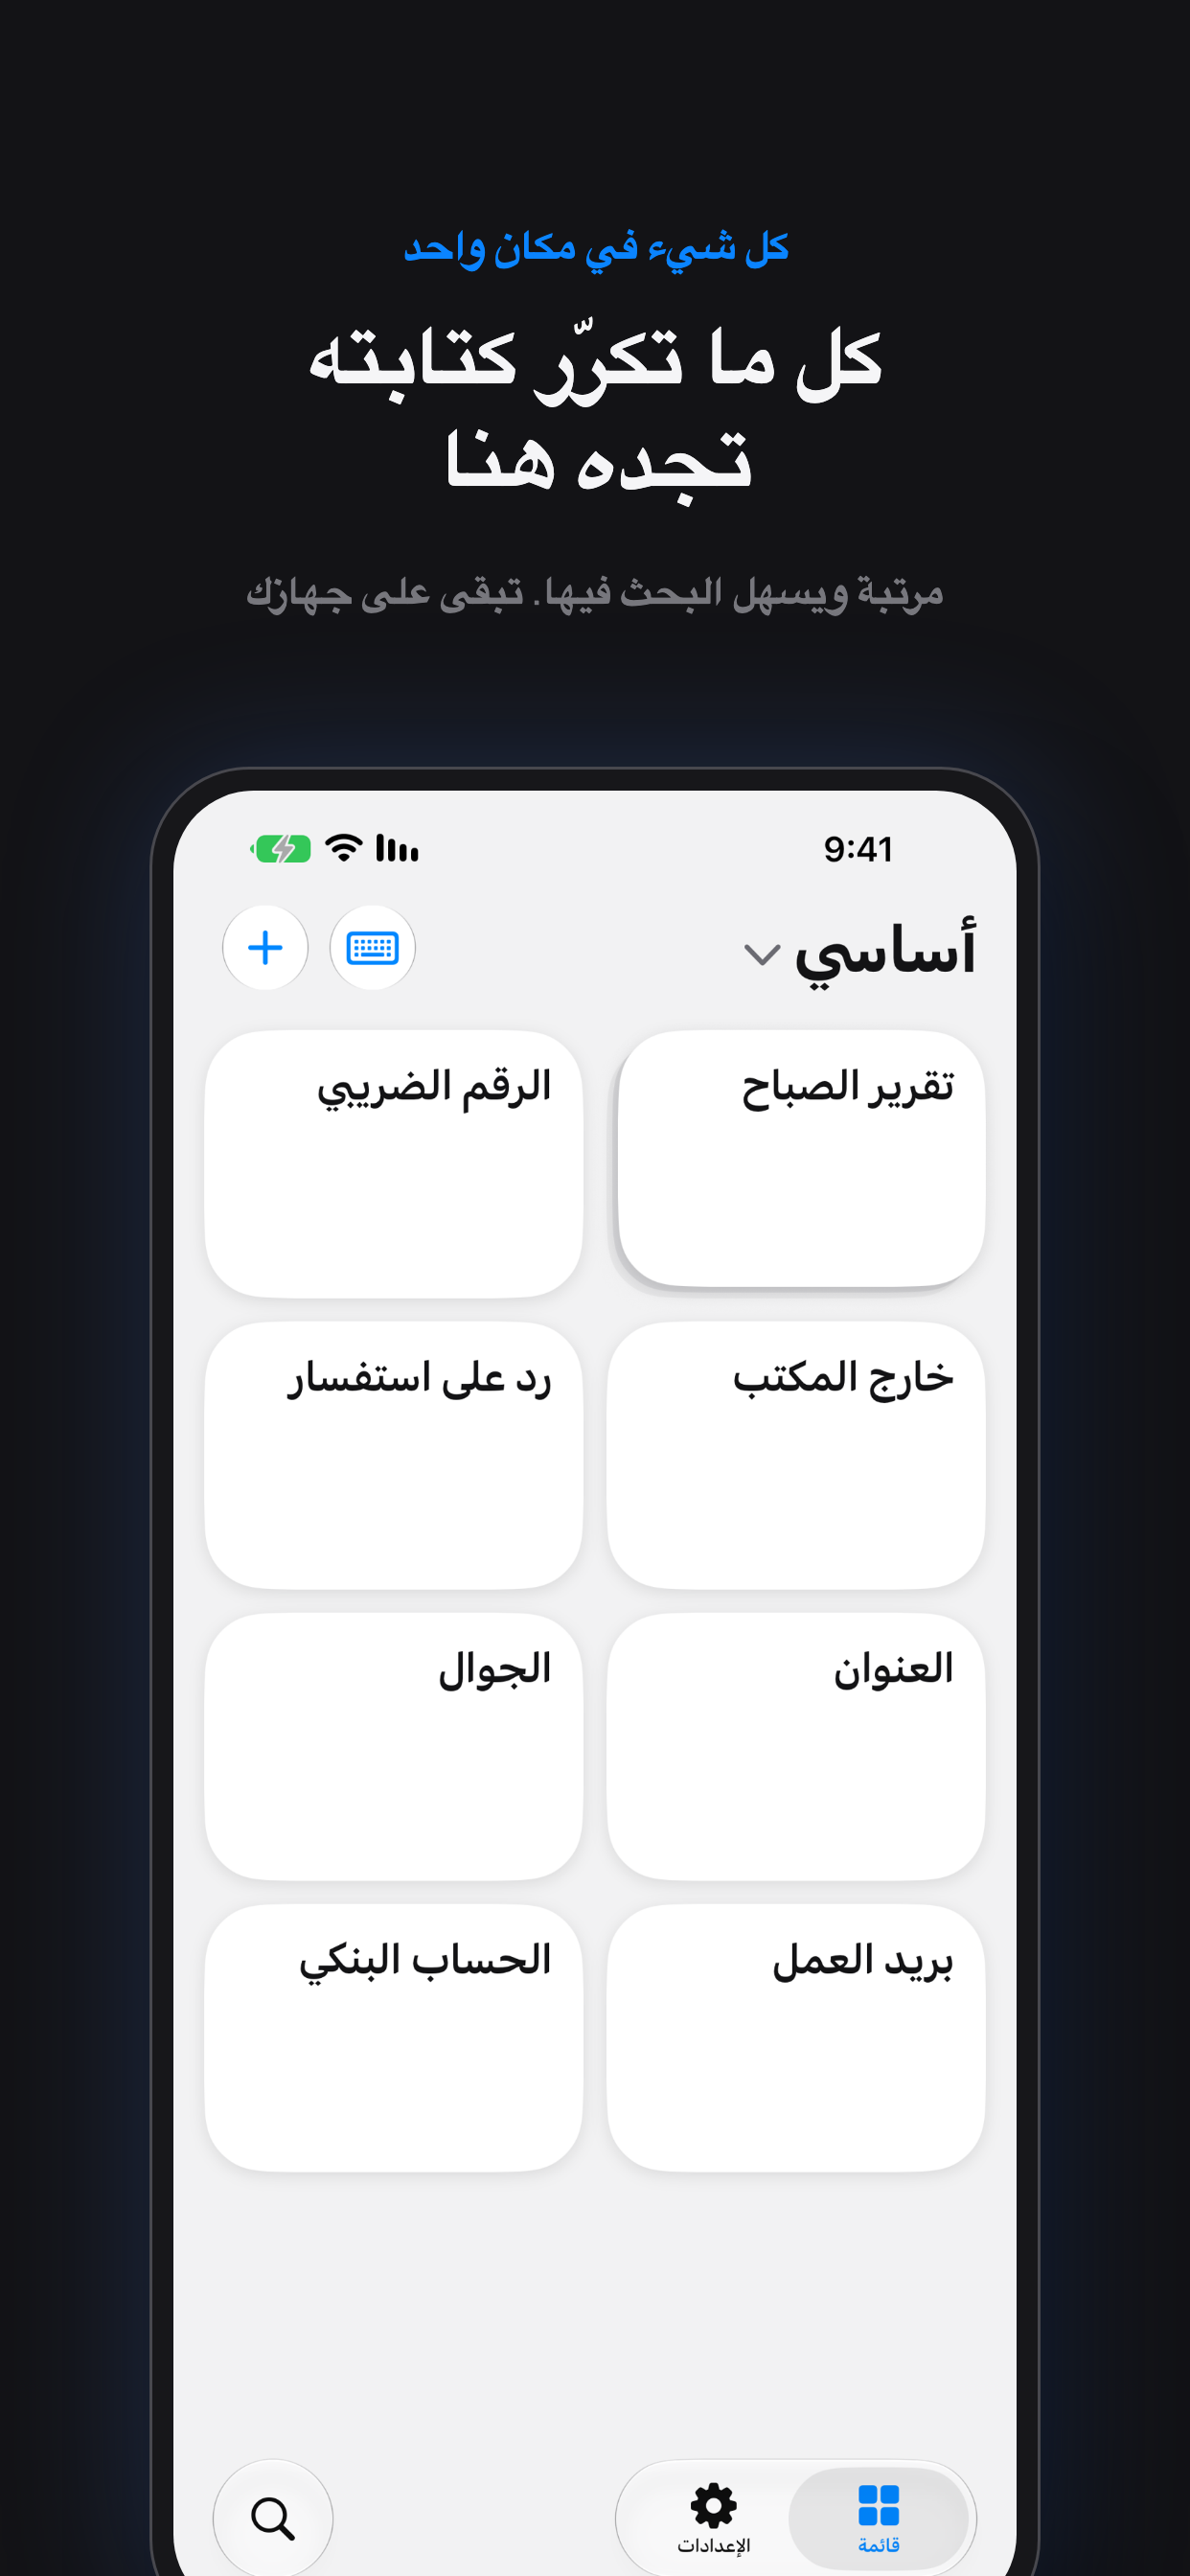 كل شيء في مكان واحد
كل ما تكرّر كتابته
تجده هنا
مرتبة ويسهل البحث فيها. تبقى على جهازك
9:41
أساسي
تقرير الصباح
الرقم الضريبي
خارج المكتب
رد على استفسار
العنوان
الجوال
بريد العمل
الحساب البنكي
قائمة
الإعدادات